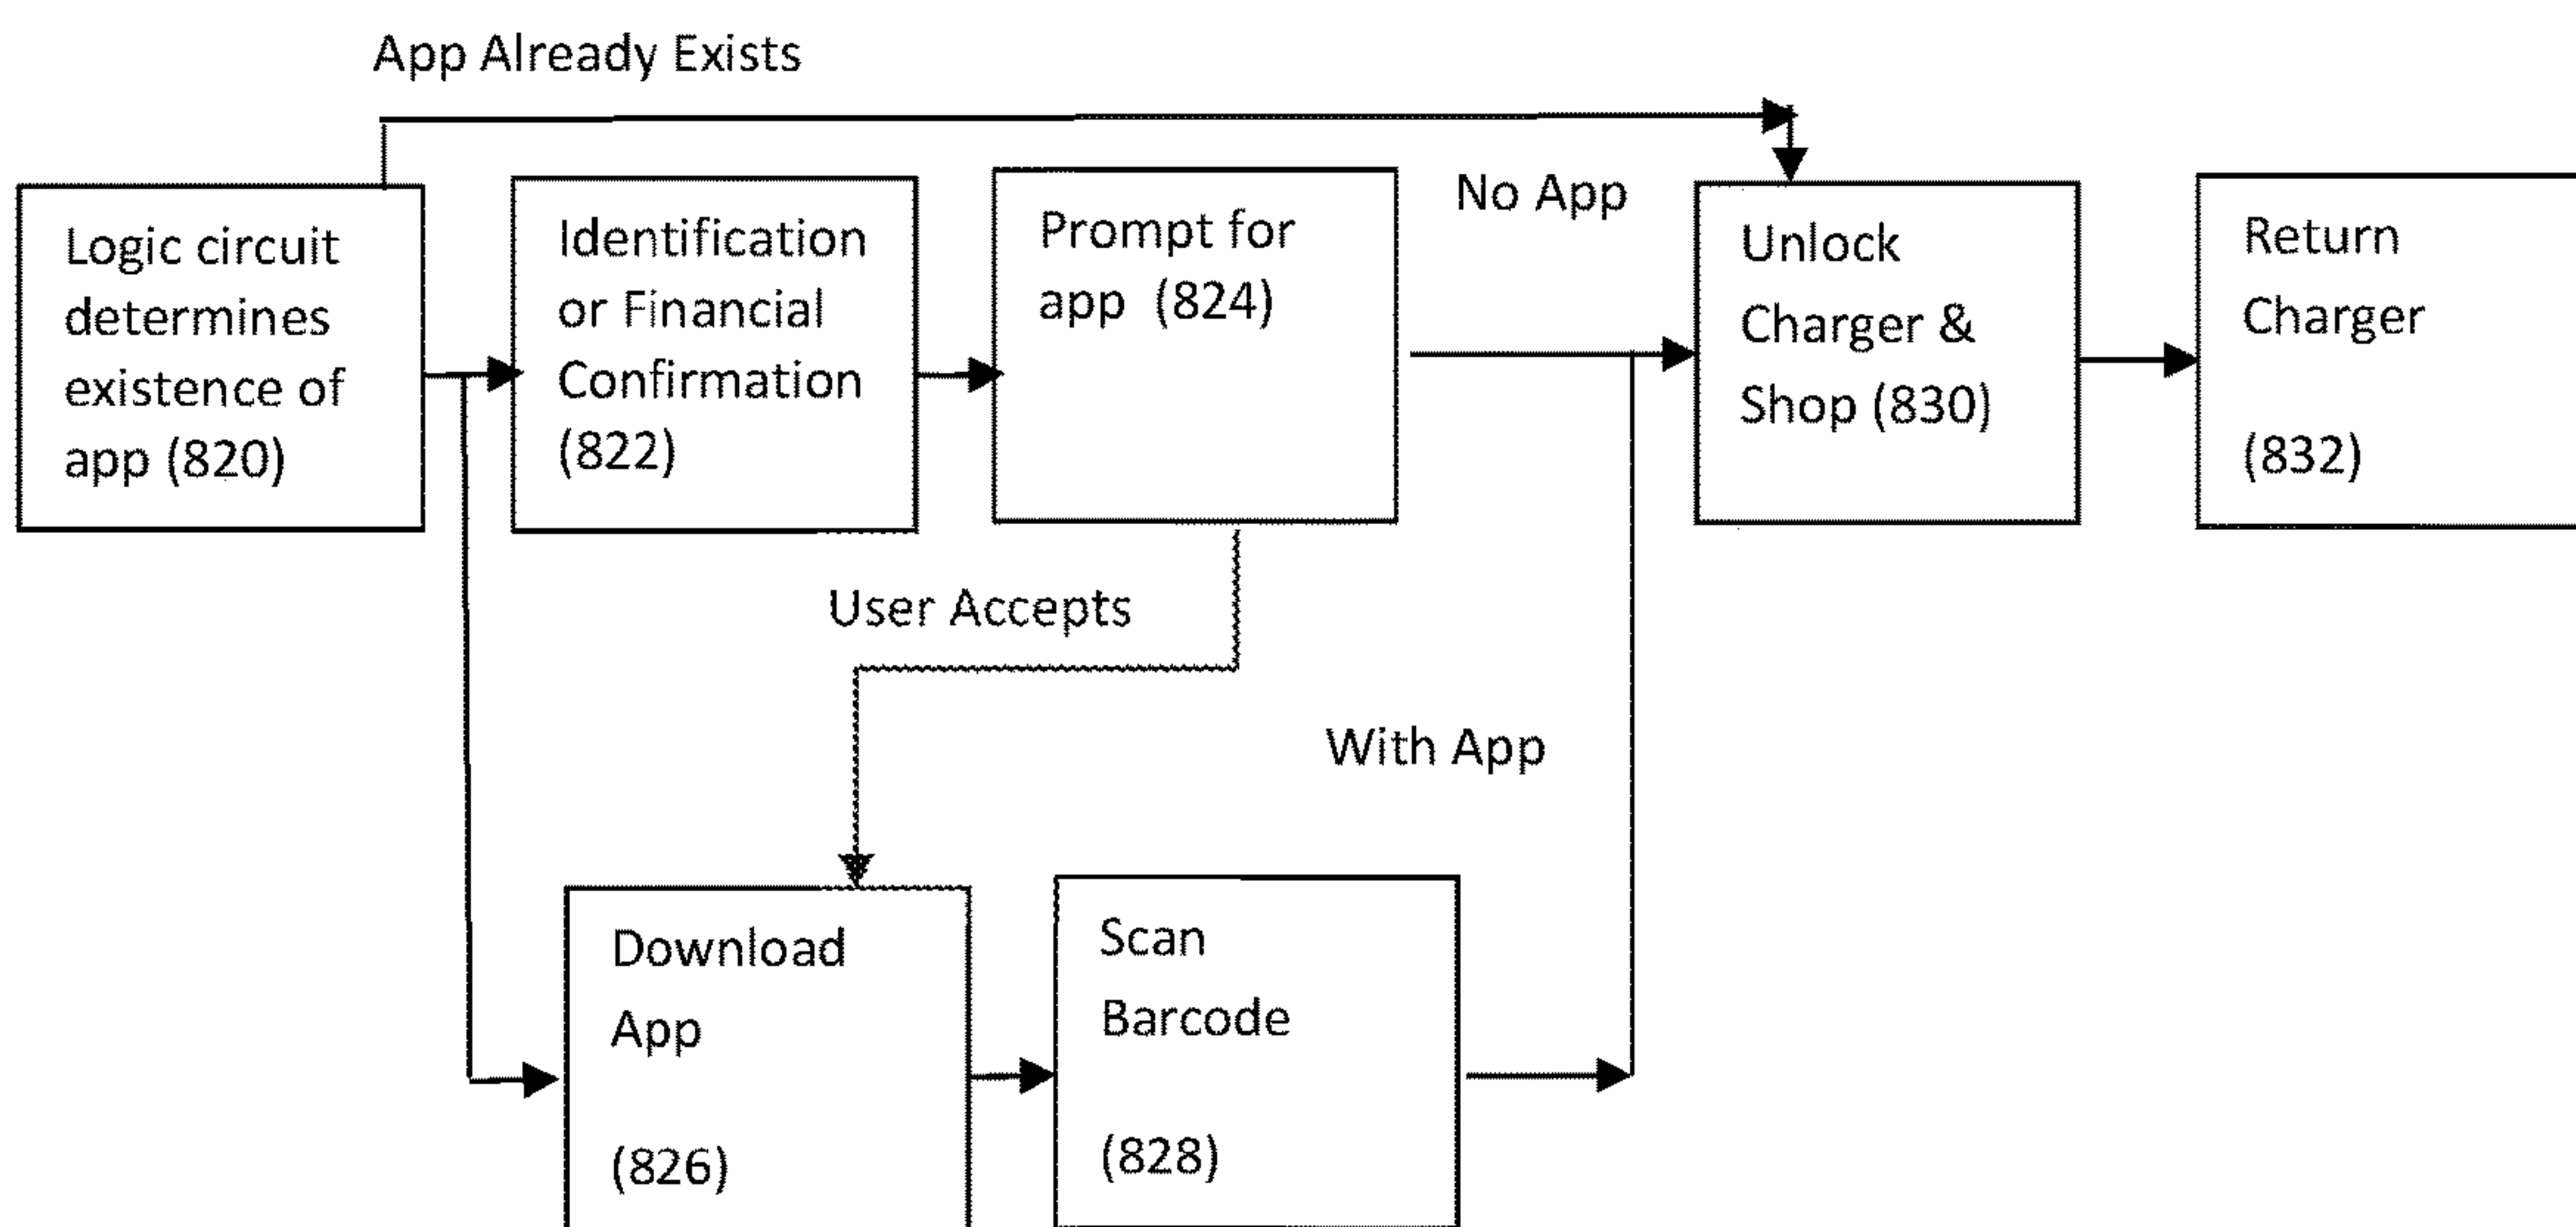 App Already Exists
Logic circuit
determines
existence of
app (820)
Identification
or Financial
Confirmation
(822)
Prompt for
app (824)
No App
Unlock
Charger &
Shop (830)
Return
Charger
(832)
User Accepts
With App
Download
App
(826)
Scan
Barcode
(828)